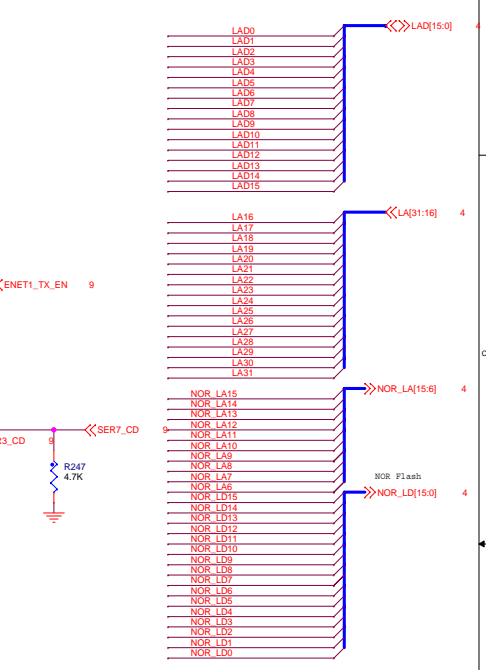 LAD0
LAD[15:0] 4
LAD1
LAD2
LAD3
LAD4
LAD5
LAD6
LAD7
LAD8
LAD9
LAD10
LAD11
LAD12
LAD13
LAD14
LAD15
LA[31:16] 4
LA16
LA17
LA18
LA19
LA20
LA21
LA22
LA23
LA24
LA25
LA26
LA27
LA28
LA29
LA30
LA31
ENET1_TX_EN 9
NOR_LA[15:6] 4
NOR_LA15
NOR_LA14
NOR_LA13
NOR_LA12
NOR_LA11
NOR_LA10
NOR_LA9
NOR_LA8
NOR_LA7
NOR_LA6
SER7_CD 9
R3_CD 9
R247
4.7K
NOR Flash
NOR_LD[15:0] 4
NOR_LD15
NOR_LD14
NOR_LD13
NOR_LD12
NOR_LD11
NOR_LD10
NOR_LD9
NOR_LD8
NOR_LD7
NOR_LD6
NOR_LD5
NOR_LD4
NOR_LD3
NOR_LD2
NOR_LD1
NOR_LD0